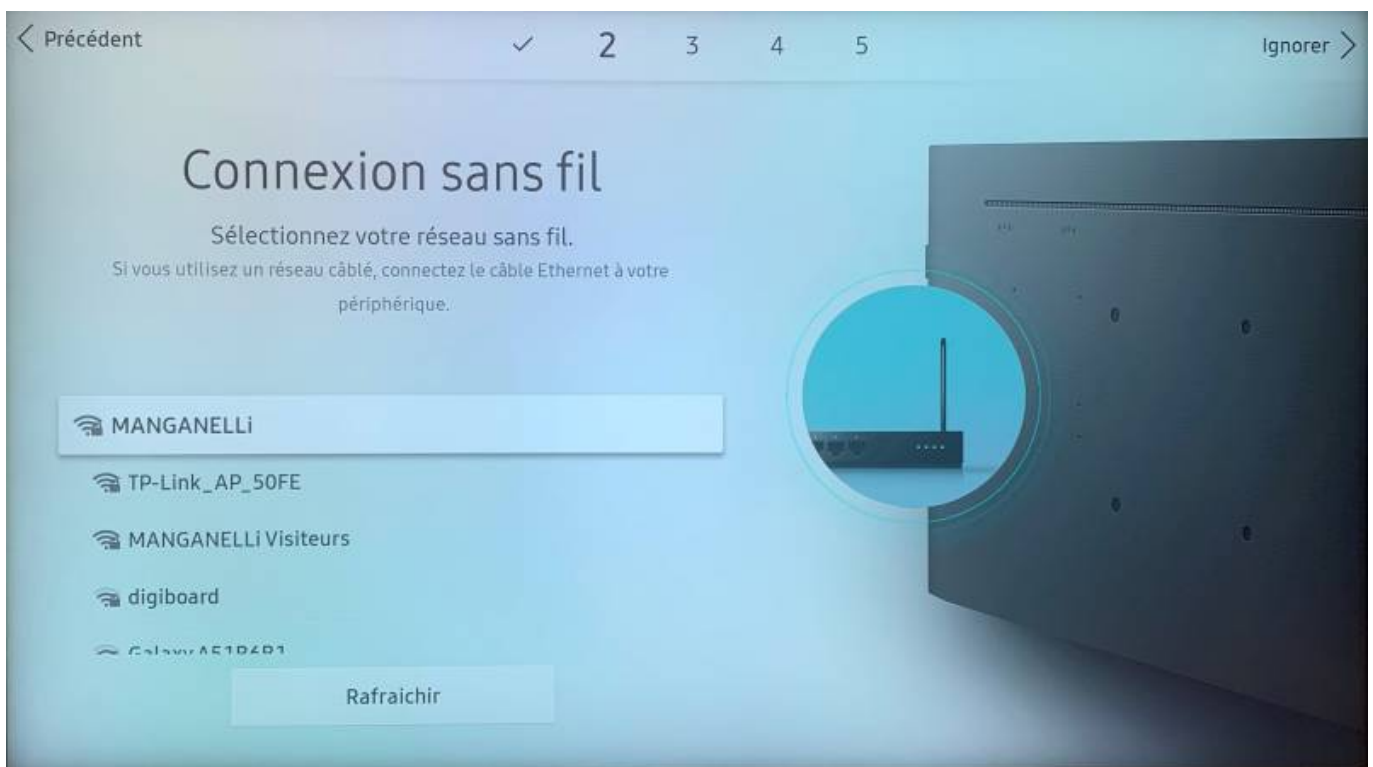 Précédent
2 3 4 5
Ignorer
Connexion sans fil
Sélectionnez votre réseau sans fil.
Si vous utilisez un réseau câblé, connectez le câble Ethernet à votre
périphérique.
MANGANELLi
TP-Link_AP_50FE
MANGANELLi Visiteurs
digiboard
Galaxy
Rafraichir